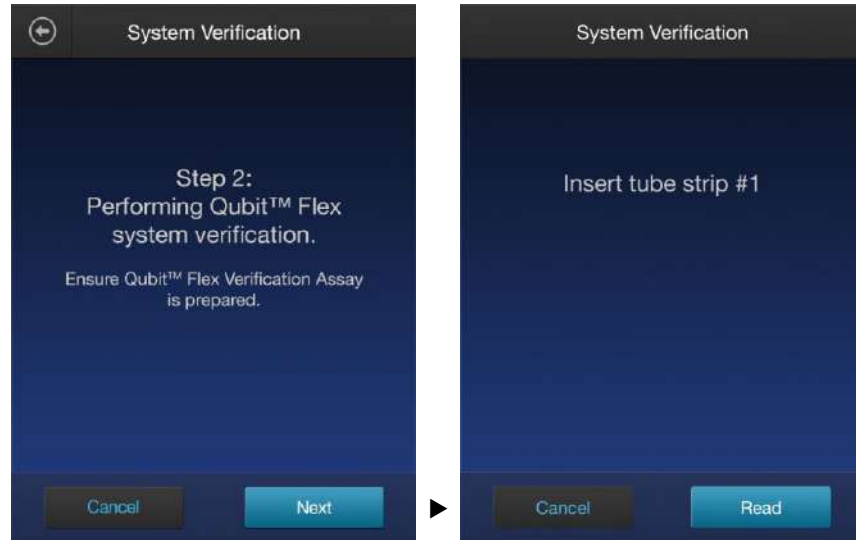 System Verification
Step 2:
Performing Qubit™ Flex
system verification.
Ensure Qubit™ Flex Verification Assay
is prepared.
Cancel
Next
System Verification
Insert tube strip #1
Cancel
Read